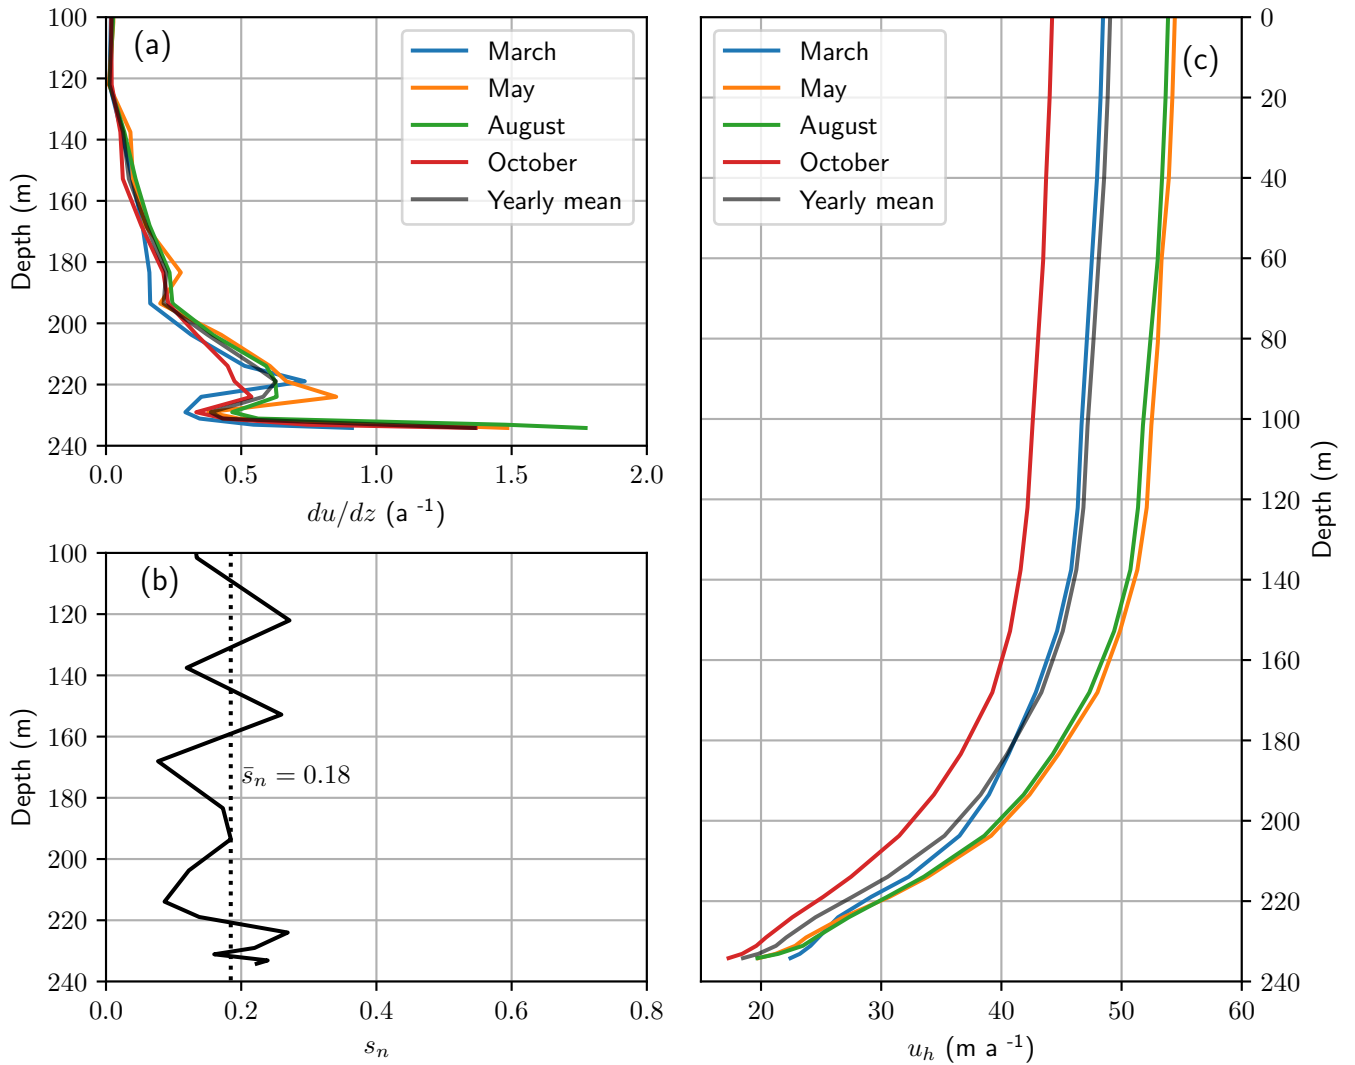 100
120
140
160
180
200
220
240
Depth (m)
(a)
March
May
August
October
Yearly mean
0.0 0.5 1.0 1.5 2.0
du/dz (a -1)
100
120
140
160
180
200
220
240
Depth (m)
(b)
s̄n = 0.18
0.0 0.2 0.4 0.6 0.8
sn
March
May
August
October
Yearly mean
(c)
0
20
40
60
80
100
120
140
160
180
200
220
240
Depth (m)
20 30 40 50 60
uh (m a -1)